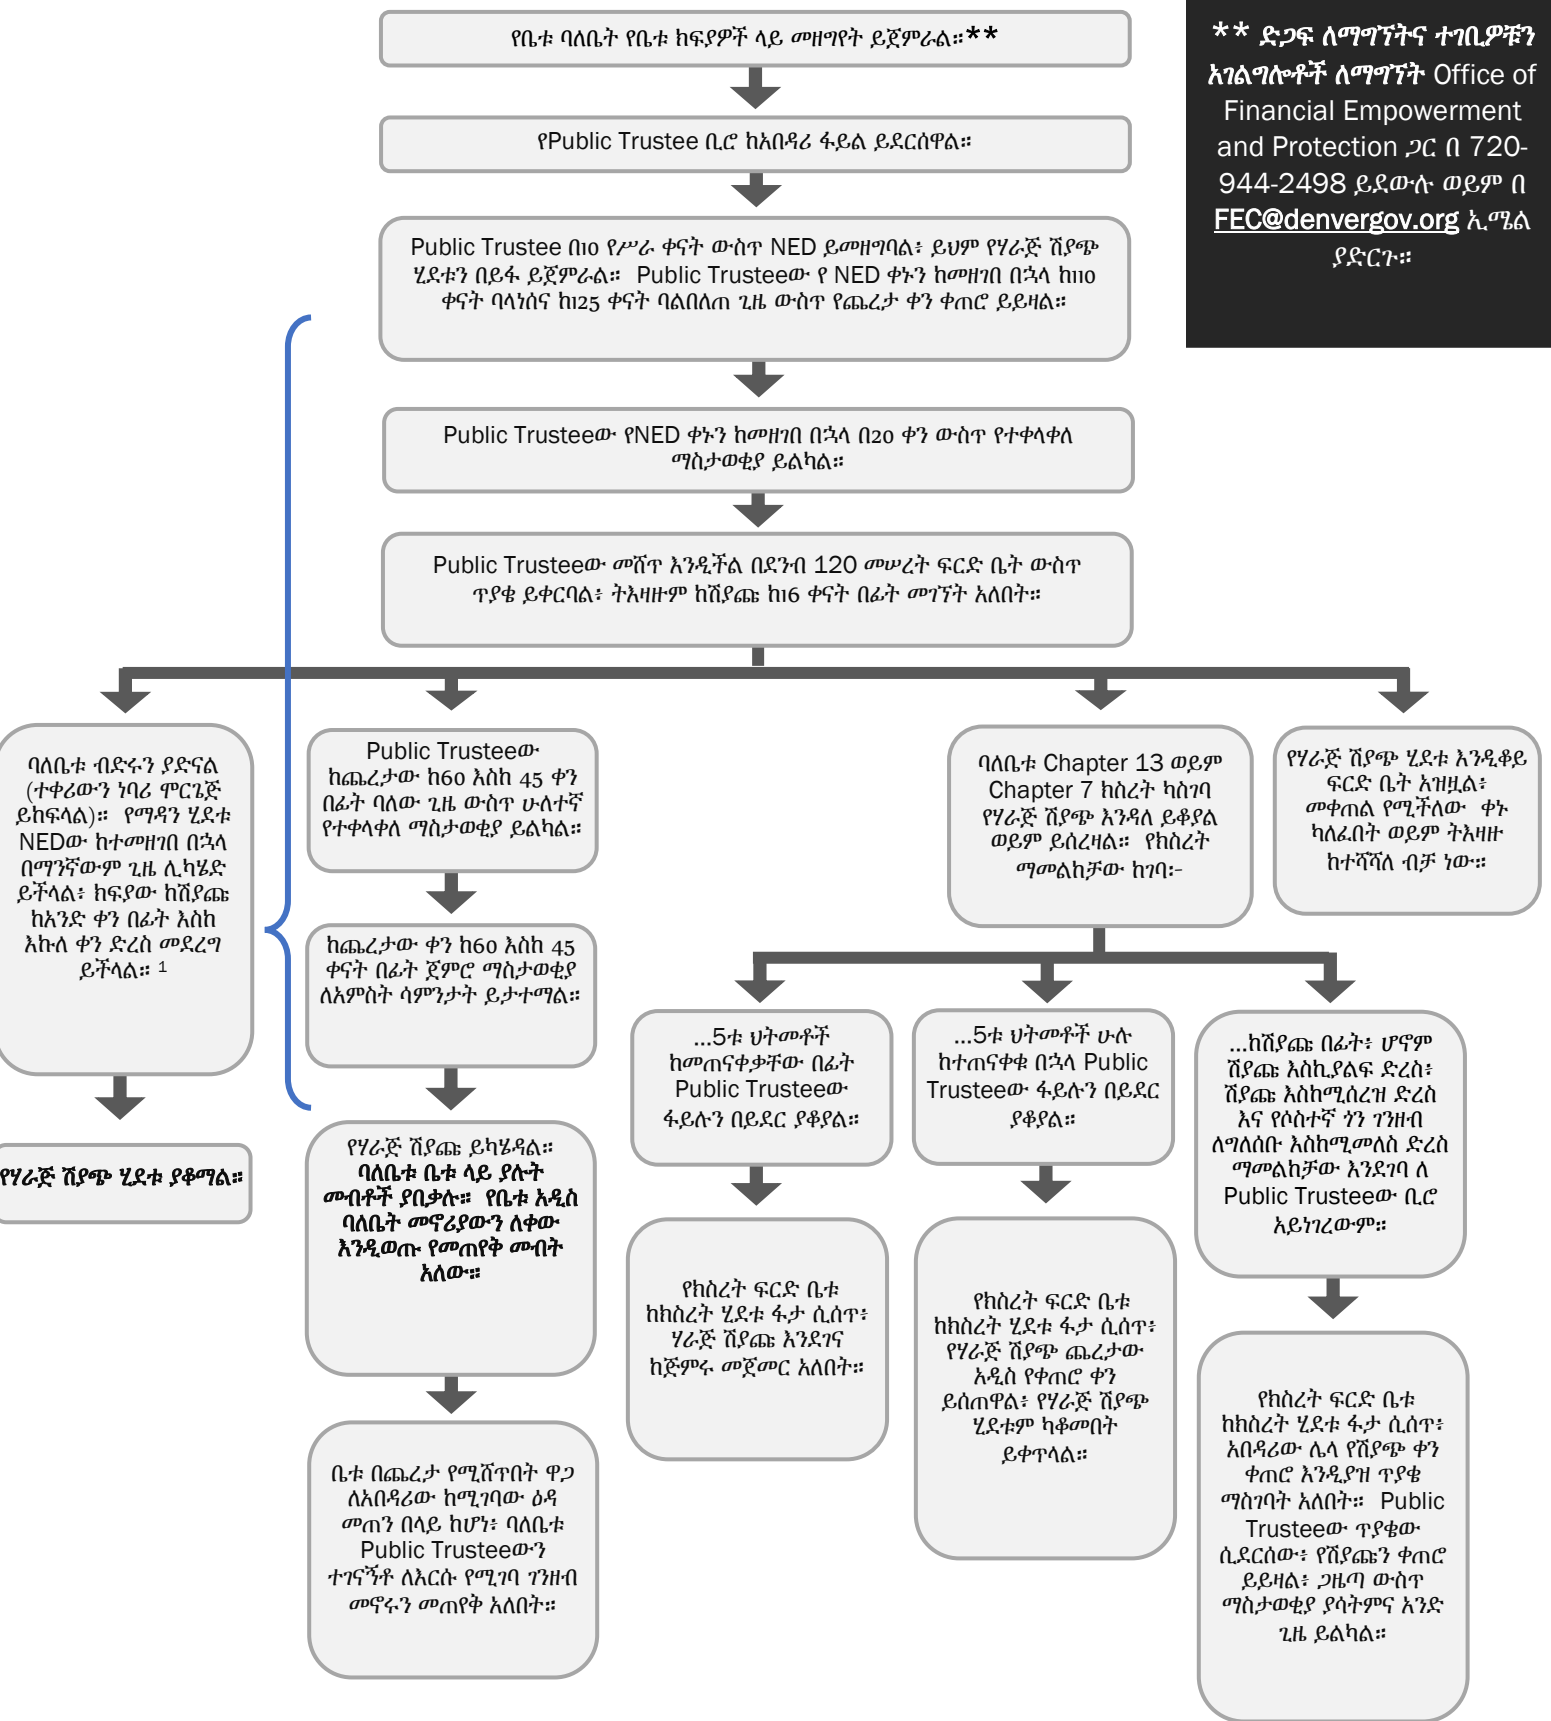 የቤቱ ባለቤት የቤቱ ክፍያዎች ላይ መዘግየት ይጀምራል።**
** ድጋፍ ለማግኘትና ተገቢዎቹን
አገልግሎቶች ለማግኘት Office of
Financial Empowerment
and Protection ጋር በ 720-
944-2498 ይደውሉ ወይም በ
FEC@denvergov.org ኢሜል
ያድርጉ።
የPublic Trustee ቢሮ ከአበዳሪ ፋይል ይደርሰዋል።
Public Trustee በ10 የሥራ ቀናት ውስጥ NED ይመዘግባል፥ ይህም የሃራጅ ሽያጭ
ሂደቱን በይፋ ይጀምራል። Public Trusteeው የ NED ቀኑን ከመዘገበ በኋላ ከ110
ቀናት ባላነሰና ከ125 ቀናት ባልበለጠ ጊዜ ውስጥ የጨረታ ቀን ቀጠሮ ይይዛል።
Public Trusteeው የNED ቀኑን ከመዘገበ በኋላ በ20 ቀን ውስጥ የተቀላቀለ
ማስታወቂያ ይልካል።
Public Trusteeው መሸጥ እንዲችል በደንብ 120 መሠረት ፍርድ ቤት ውስጥ
ጥያቄ ይቀርባል፥ ትእዛዙም ከሽያጩ ከ16 ቀናት በፊት መገኘት አለበት።
ባለቤቱ ብድሩን ያድናል
(ተቀሪውን ነባሪ ሞርጌጅ
ይከፍላል)። የማዳን ሂደቱ
NEDው ከተመዘገበ በኋላ
በማንኛውም ጊዜ ሊካሄድ
ይችላል፥ ክፍያው ከሽያጩ
ከአንድ ቀን በፊት እስከ
እኩለ ቀን ድረስ መደረግ
ይችላል። 1
የሃራጅ ሽያጭ ሂደቱ ያቆማል።
Public Trusteeው
ከጨረታው ከ60 እስከ 45 ቀን
በፊት ባለው ጊዜ ውስጥ ሁለተኛ
የተቀላቀለ ማስታወቂያ ይልካል።
ከጨረታው ቀን ከ60 እስከ 45
ቀናት በፊት ጀምሮ ማስታወቂያ
ለአምስት ሳምንታት ይታተማል።
የሃራጅ ሽያጩ ይካሄዳል።
ባለቤቱ ቤቱ ላይ ያሉት
መብቶች ያበቃሉ። የቤቱ አዲስ
ባለቤት መኖሪያውን ለቀው
እንዲወጡ የመጠየቅ መብት
አለው።
ቤቱ በጨረታ የሚሸጥበት ዋጋ
ለአበዳሪው ከሚገባው ዕዳ
መጠን በላይ ከሆነ፥ ባለቤቱ
Public Trusteeውን
ተገናኝቶ ለእርሱ የሚገባ ገንዘብ
መኖሩን መጠየቅ አለበት።
ባለቤቱ Chapter 13 ወይም
Chapter 7 ክስረት ካስገባ
የሃራጅ ሽያጭ እንዳለ ይቆያል
ወይም ይሰረዛል። የክስረት
ማመልከቻው ከገባ፦
...5ቱ ህትመቶች
ከመጠናቀቃቸው በፊት
Public Trusteeው
ፋይሉን በይደር ያቆያል።
የክስረት ፍርድ ቤቱ
ከክስረት ሂደቱ ፋታ ሲሰጥ፥
ሃራጅ ሽያጩ እንደገና
ከጅምሩ መጀመር አለበት።
...5ቱ ህትመቶች ሁሉ
ከተጠናቀቁ በኋላ Public
Trusteeው ፋይሉን በይደር
ያቆያል።
የክስረት ፍርድ ቤቱ
ከክስረት ሂደቱ ፋታ ሲሰጥ፥
የሃራጅ ሽያጭ ጨረታው
አዲስ የቀጠሮ ቀን
ይሰጠዋል፥ የሃራጅ ሽያጭ
ሂደቱም ካቆመበት
ይቀጥላል።
...ከሽያጩ በፊት፥ ሆኖም
ሽያጩ እስኪያልፍ ድረስ፥
ሽያጩ እስከሚሰረዝ ድረስ
እና የሶስተኛ ጎን ገንዘብ
ለግለሰቡ እስከሚመለስ ድረስ
ማመልከቻው እንደገባ ለ
Public Trusteeው ቢሮ
አይነገረውም።
የክስረት ፍርድ ቤቱ
ከክስረት ሂደቱ ፋታ ሲሰጥ፥
አበዳሪው ሌላ የሽያጭ ቀን
ቀጠሮ እንዲያዝ ጥያቄ
ማስገባት አለበት። Public
Trusteeው ጥያቄው
ሲደርሰው፥ የሽያጩን ቀጠሮ
ይይዛል፥ ጋዜጣ ውስጥ
ማስታወቂያ ያሳትምና አንድ
ጊዜ ይልካል።
የሃራጅ ሽያጭ ሂደቱ እንዲቆይ
ፍርድ ቤት አዝዟል፥
መቀጠል የሚችለው ቀኑ
ካለፈበት ወይም ትእዛዙ
ከተሻሻለ ብቻ ነው።